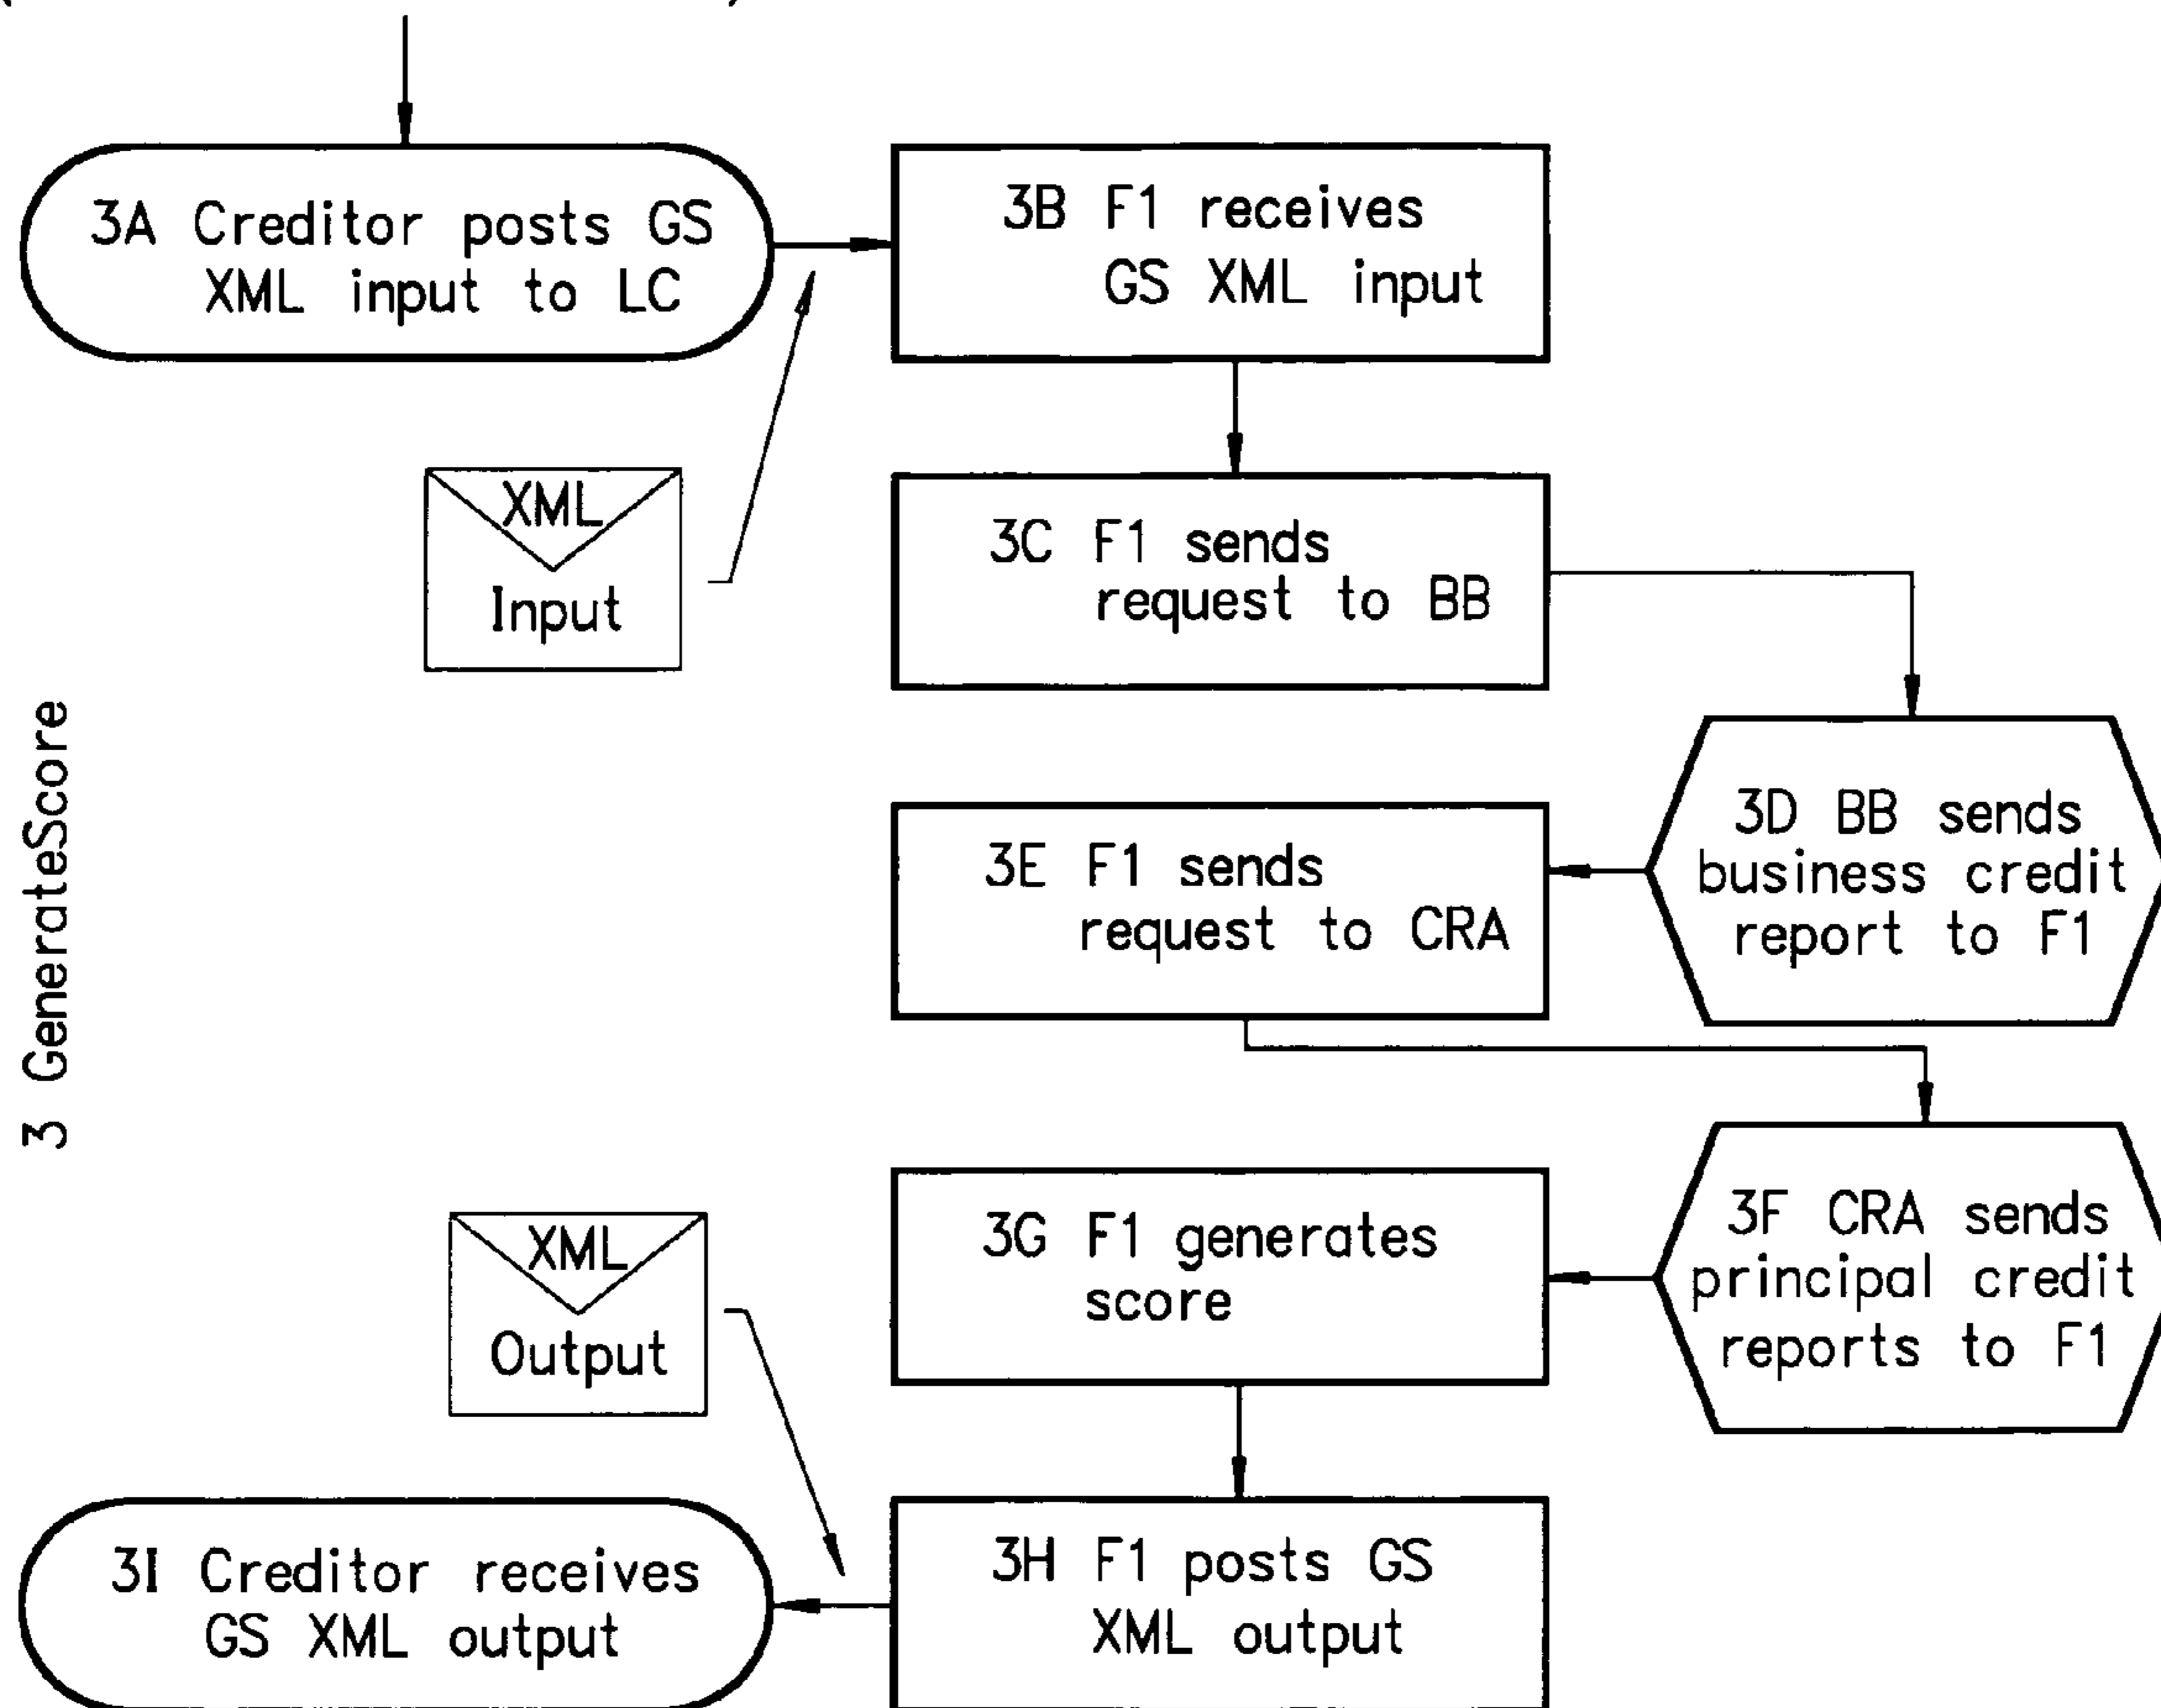 3A Creditor posts GS
XML input to LC
3B F1 receives
GS XML input
XML
Input
3C F1 sends
request to BB
3 GenerateScore
3D BB sends
business credit
report to F1
3E F1 sends
request to CRA
3F CRA sends
principal credit
reports to F1
3G F1 generates
score
XML
Output
3H F1 posts GS
XML output
3I Creditor receives
GS XML output